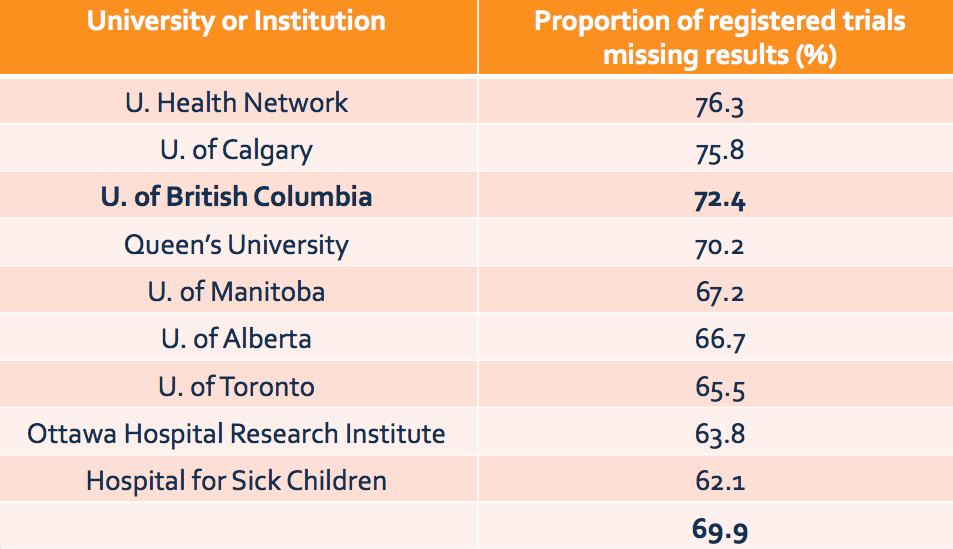 University or Institution
Proportion of registered trials
missing results (%)
U. Health Network 76.3
U. of Calgary 75.8
U. of British Columbia 72.4
Queen’s University 70.2
U. of Manitoba 67.2
U. of Alberta 66.7
U. of Toronto 65.5
Ottawa Hospital Research Institute 63.8
Hospital for Sick Children 62.1
69.9